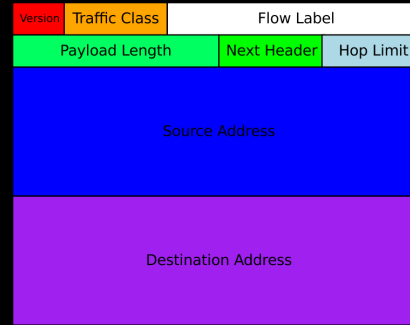 Version Traffic Class Flow Label
Payload Length Next Header Hop Limit
Source Address
Destination Address